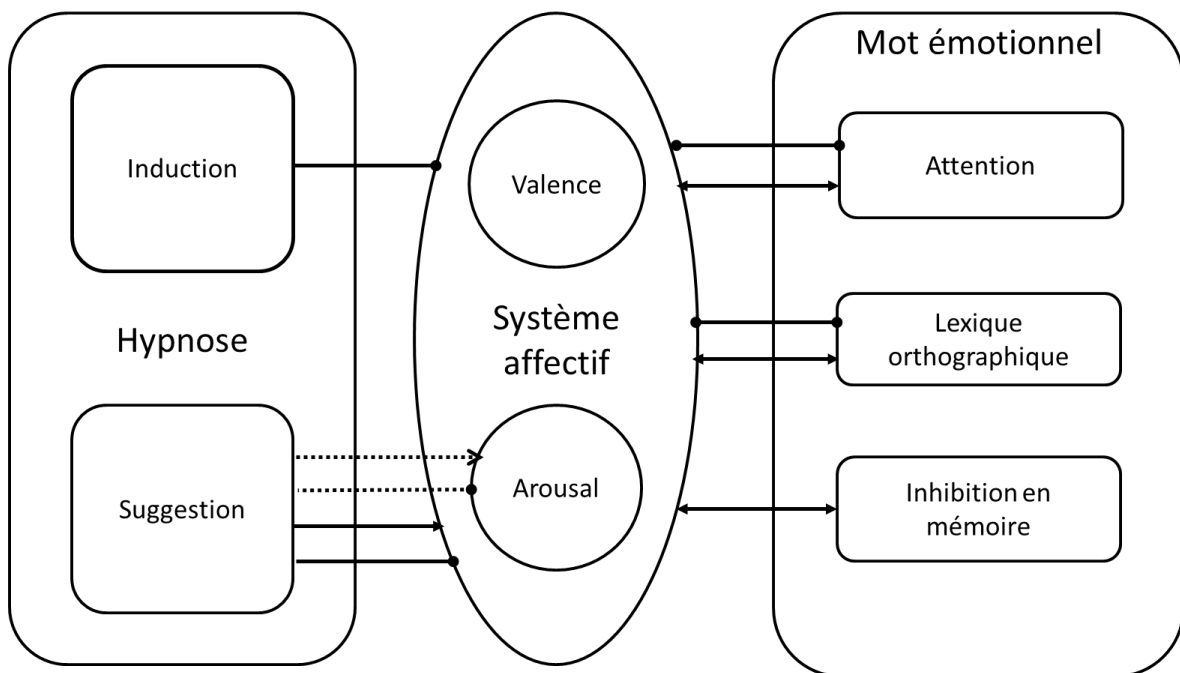 Induction
Hypnose
Suggestion
Valence
Système
affectif
Arousal
Mot émotionnel
Attention
Lexique
orthographique
Inhibition en
mémoire